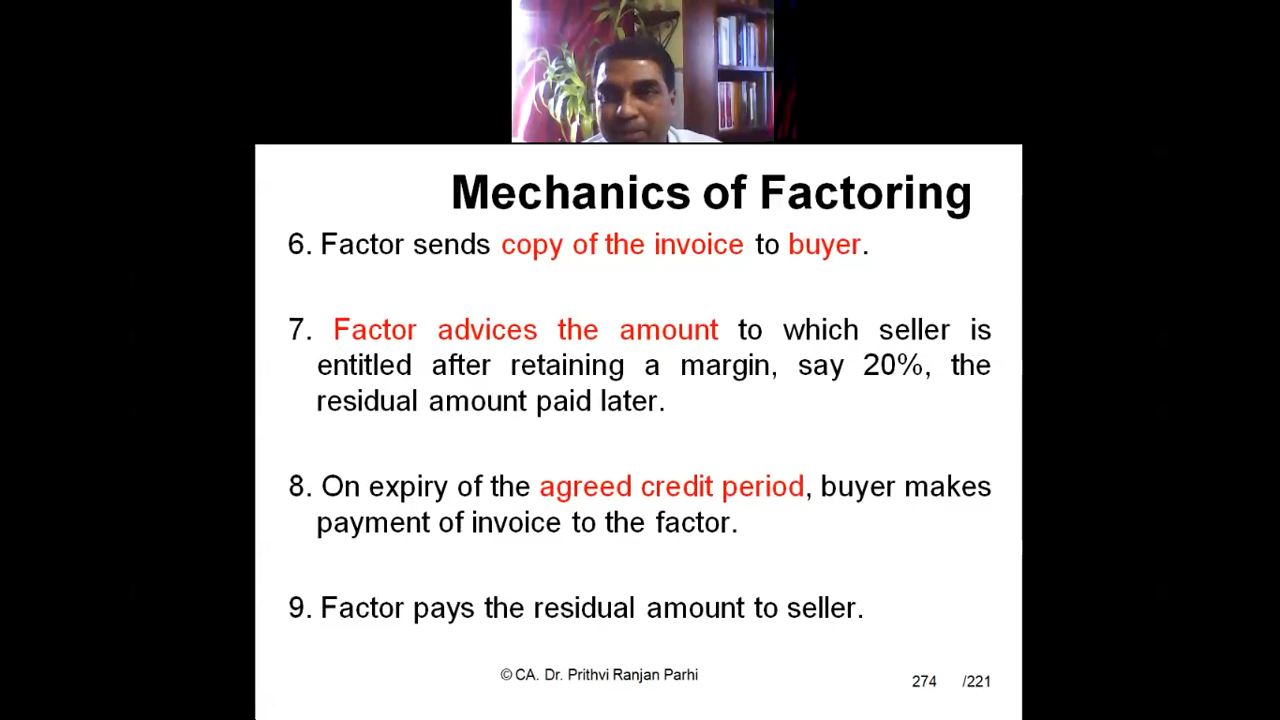 Mechanics of Factoring
6. Factor sends copy of the invoice to buyer.
7. Factor advices the amount to which seller is
entitled after retaining a margin, say 20%, the
residual amount paid later.
8. On expiry of the agreed credit period, buyer makes
payment of invoice to the factor.
9. Factor pays the residual amount to seller.
© CA. Dr. Prithvi Ranjan Parhi
274 /221